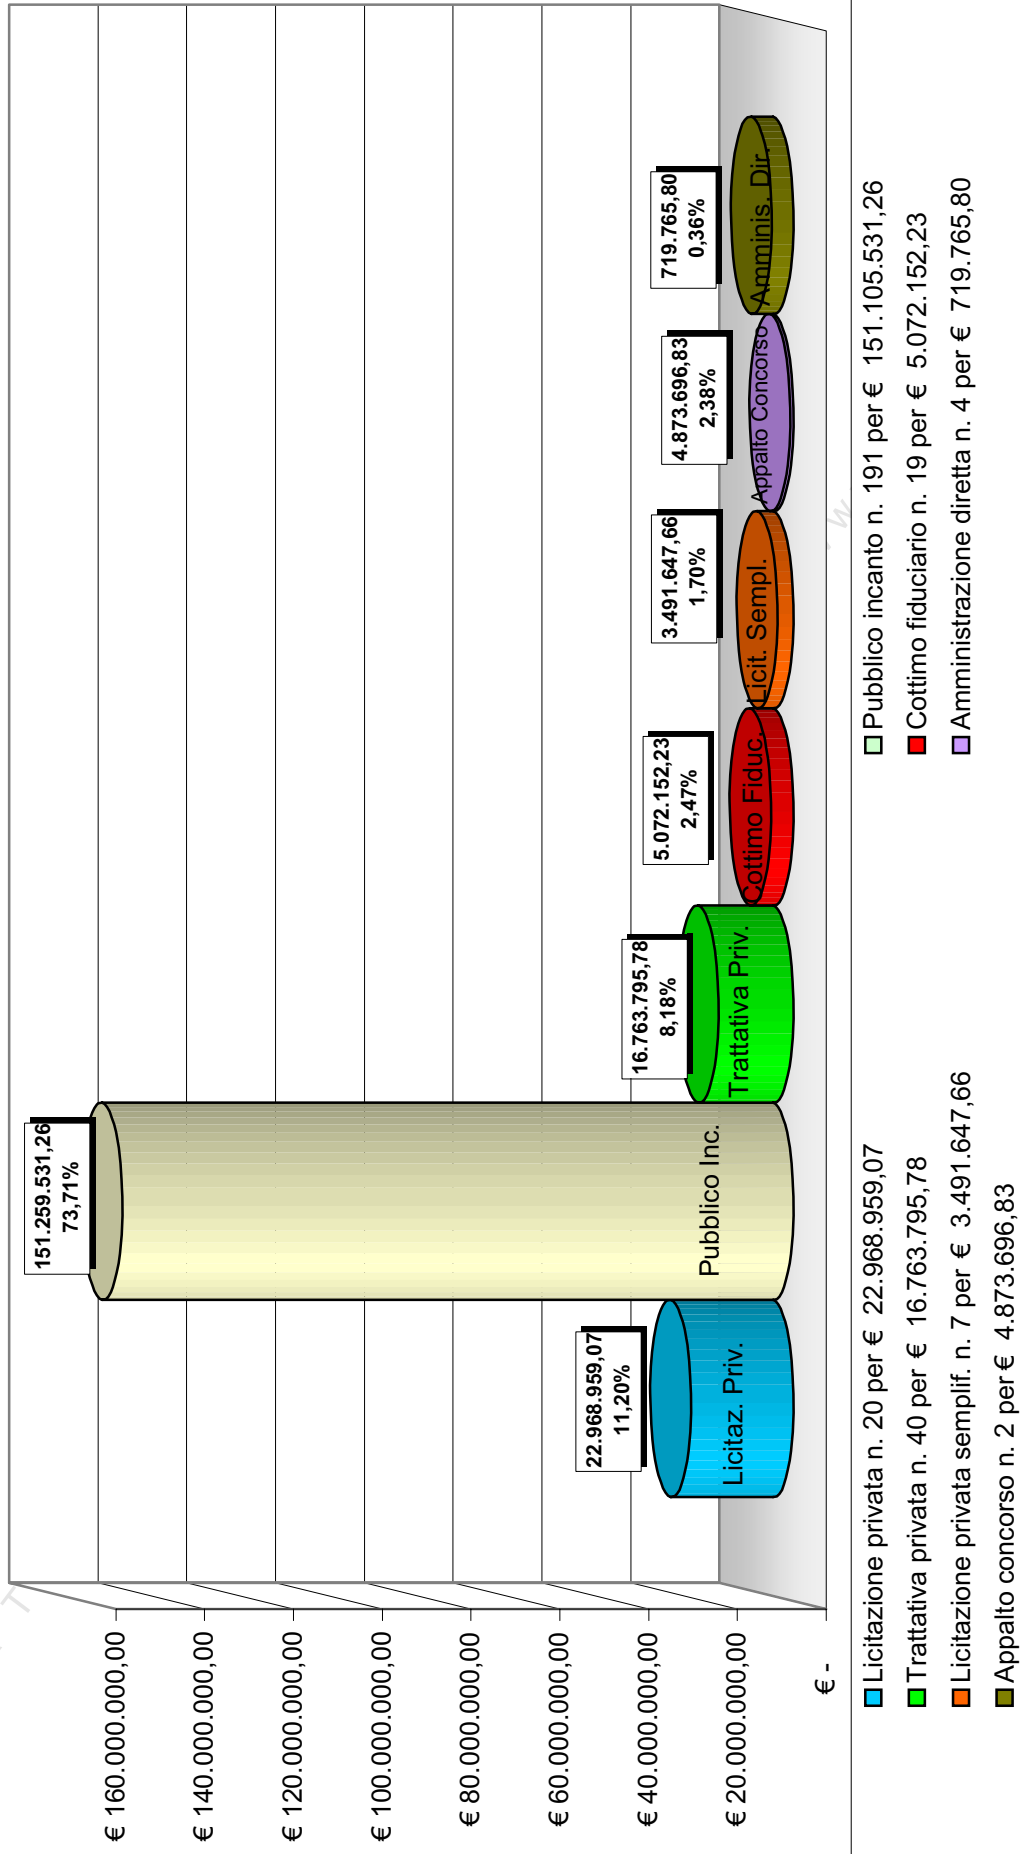 € 160.000.000,00
€ 140.000.000,00
€ 120.000.000,00
€ 100.000.000,00
€ 80.000.000,00
€ 60.000.000,00
€ 40.000.000,00
€ 20.000.000,00
€ -
22.968.959,07
11,20%
151.259.531,26
73,71%
16.763.795,78
8,18%
5.072.152,23
2,47%
3.491.647,66
1,70%
4.873.696,83
2,38%
719.765,80
0,36%
Licitaz. Priv.
Pubblico Inc.
Trattativa Priv.
Cottimo Fiduc.
Licit. Sempl.
Appalto Concorso
Amminis. Dir.
Licitazione privata n. 20 per € 22.968.959,07
Pubblico incanto n. 191 per € 151.105.531,26
Trattativa privata n. 40 per € 16.763.795,78
Cottimo fiduciario n. 19 per € 5.072.152,23
Licitazione privata semplif. n. 7 per € 3.491.647,66
Amministrazione diretta n. 4 per € 719.765,80
Appalto concorso n. 2 per € 4.873.696,83